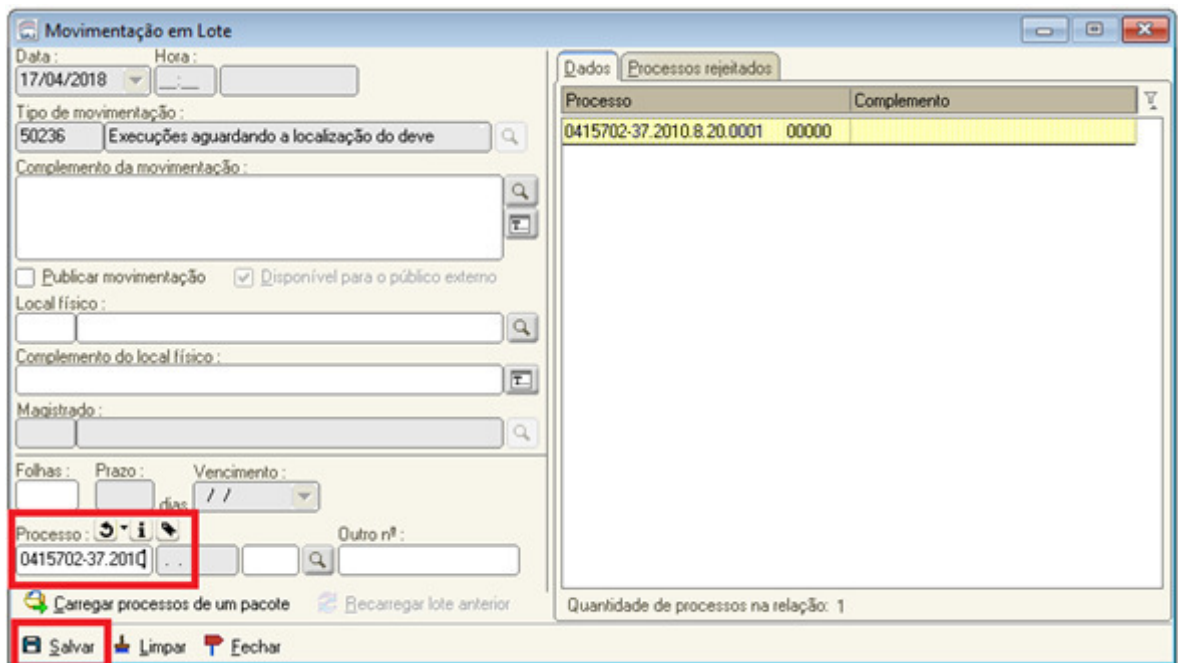 Movimentação em Lote
Data : Hora :
17/04/2018 __:__
Tipo de movimentação :
50236 Execuções aguardando a localização do deve
Complemento da movimentação :
Publicar movimentação Disponível para o público externo
Local físico :
Complemento do local físico :
Magistrado :
Folhas : Prazo : Vencimento :
dias / /
Processo : Outro nº :
0415702-37.2010 . .
Carregar processos de um pacote Recarregar lote anterior
Salvar Limpar Fechar
Dados Processos rejeitados
Processo Complemento
0415702-37.2010.8.20.0001 00000
Quantidade de processos na relação: 1